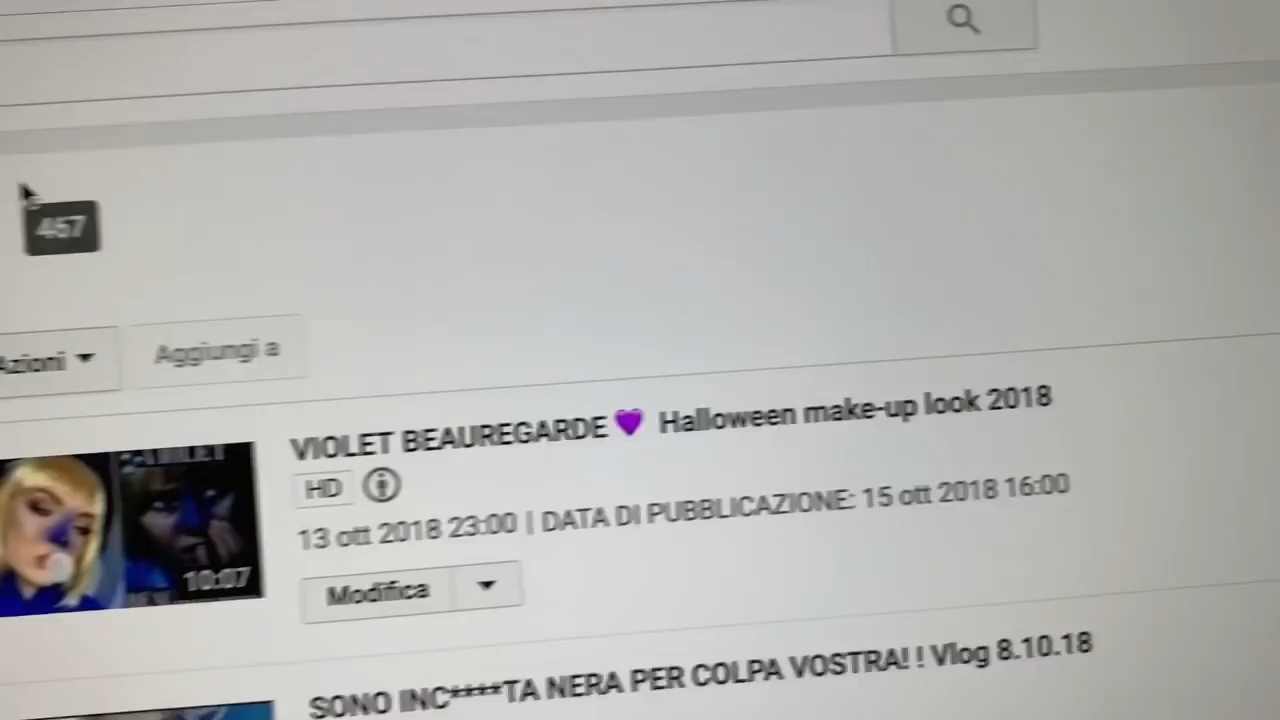 467
Azioni
Aggiungi a
VIOLET BEAUREGARDE💜 Halloween make-up look 2018
HD
13 ott 2018 23:00 | DATA DI PUBBLICAZIONE: 15 ott 2018 16:00
10:07
Modifica
SONO INC****TA NERA PER COLPA VOSTRA! ! Vlog 8.10.18